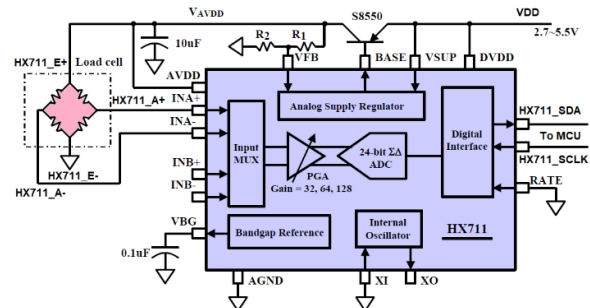 VAVDD
S8550
VDD
2.7~5.5V
R2
R1
10uF
HX711_E+
Load cell
VFB
BASE
VSUP
DVDD
AVDD
HX711_A+
INA+
INA-
Analog Supply Regulator
HX711_SDA
Input
MUX
24-bit ΣΔ
ADC
Digital
Interface
To MCU
HX711_SCLK
INB+
INB-
PGA
Gain = 32, 64, 128
HX711_E-
HX711_A-
RATE
VBG
Bandgap Reference
Internal
Oscillator
HX711
0.1uF
AGND
XI
XO